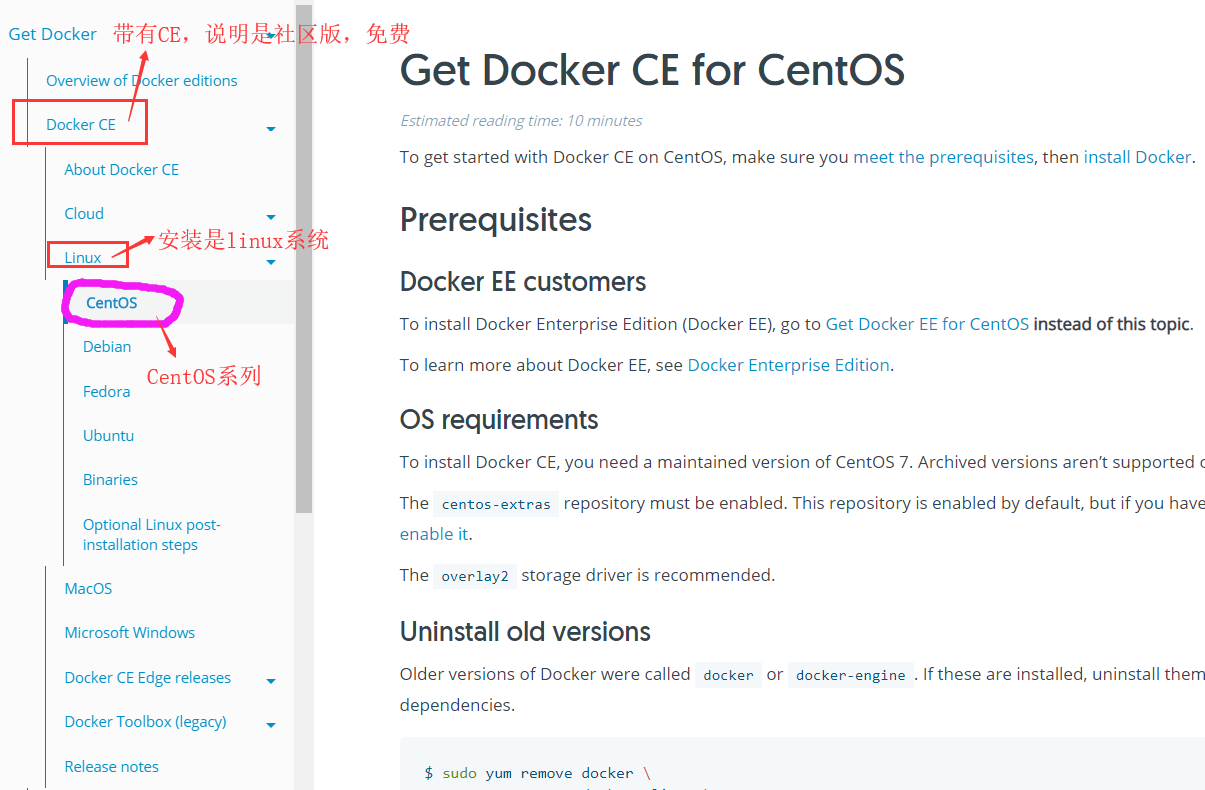 Get Docker
带有CE，说明是社区版，免费
Overview of Docker editions
Docker CE
About Docker CE
Cloud
Linux
安装是linux系统
CentOS
CentOS系列
Debian
Fedora
Ubuntu
Binaries
Optional Linux post-
installation steps
MacOS
Microsoft Windows
Docker CE Edge releases
Docker Toolbox (legacy)
Release notes
Get Docker CE for CentOS
Estimated reading time: 10 minutes
To get started with Docker CE on CentOS, make sure you meet the prerequisites, then install Docker.
Prerequisites
Docker EE customers
To install Docker Enterprise Edition (Docker EE), go to Get Docker EE for CentOS instead of this topic.
To learn more about Docker EE, see Docker Enterprise Edition.
OS requirements
To install Docker CE, you need a maintained version of CentOS 7. Archived versions aren’t supported
The centos-extras repository must be enabled. This repository is enabled by default, but if you have
enable it.
The overlay2 storage driver is recommended.
Uninstall old versions
Older versions of Docker were called docker or docker-engine . If these are installed, uninstall them
dependencies.
$ sudo yum remove docker \